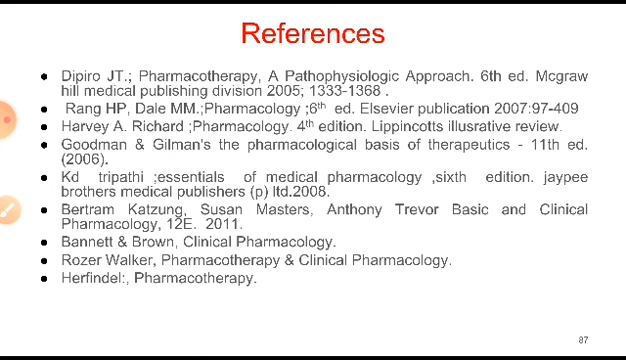 References
● Dipiro JT.; Pharmacotherapy, A Pathophysiologic Approach. 6th ed. Mcgraw
hill medical publishing division 2005; 1333-1368 .
● Rang HP, Dale MM.;Pharmacology ;6th ed. Elsevier publication 2007:97-409
● Harvey A. Richard ;Pharmacology. 4th edition. Lippincotts illusrative review.
● Goodman & Gilman's the pharmacological basis of therapeutics - 11th ed.
(2006).
● Kd tripathi ;essentials of medical pharmacology ,sixth edition. jaypee
brothers medical publishers (p) ltd.2008.
● Bertram Katzung, Susan Masters, Anthony Trevor Basic and Clinical
Pharmacology, 12E. 2011.
● Bannett & Brown, Clinical Pharmacology.
● Rozer Walker, Pharmacotherapy & Clinical Pharmacology.
● Herfindel:, Pharmacotherapy.
87